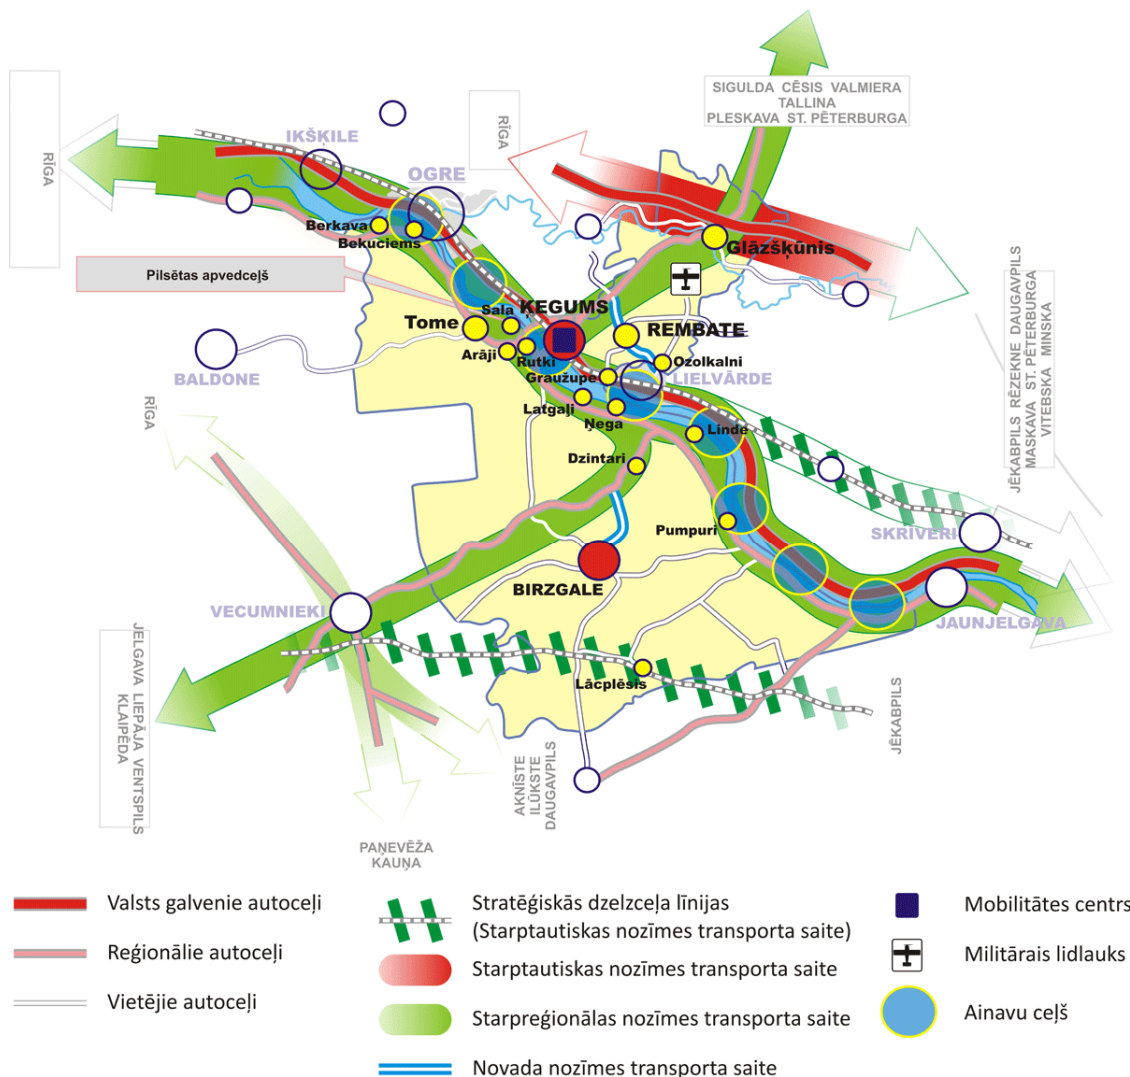 SIGULDA CĒSIS VALMIERA
TALLINA
PLESKAVA ST. PĒTERBURGA
RĪGA
RĪGA
IKŠĶILE
OGRE
Berkava
Bekuciems
Glāzšķūnis
Pilsētas apvedceļš
ĶEGUMS
Sala
Tome
REMBATE
Arāji
Rutki
Ozolkalni
BALDONE
Graužupe
LIELVĀRDE
Latgaļi
Ņega
Linde
RĪGA
JĒKABPILS RĒZEKNE DAUGAVPILS
MASKAVA ST. PĒTERBURGA
VITEBSKA MINSKA
Dzintari
Pumpuri
SKRĪVERI
BIRZGALE
VECUMNIEKI
JAUNJELGAVA
Lāčplēsis
JELGAVA LIEPĀJA VENTSPILS
KLAIPĒDA
JĒKABPILS
AKNĪSTE
ILŪKSTE
DAUGAVPILS
PAŅEVĒŽA
KAUŅA
Valsts galvenie autoceļi
Reģionālie autoceļi
Vietējie autoceļi
Stratēģiskās dzelzceļa līnijas
(Starptautiskas nozīmes transporta saite)
Starptautiskas nozīmes transporta saite
Starpreģionālas nozīmes transporta saite
Novada nozīmes transporta saite
Mobilitātes centrs
Militārais lidlauks
Ainavu ceļš